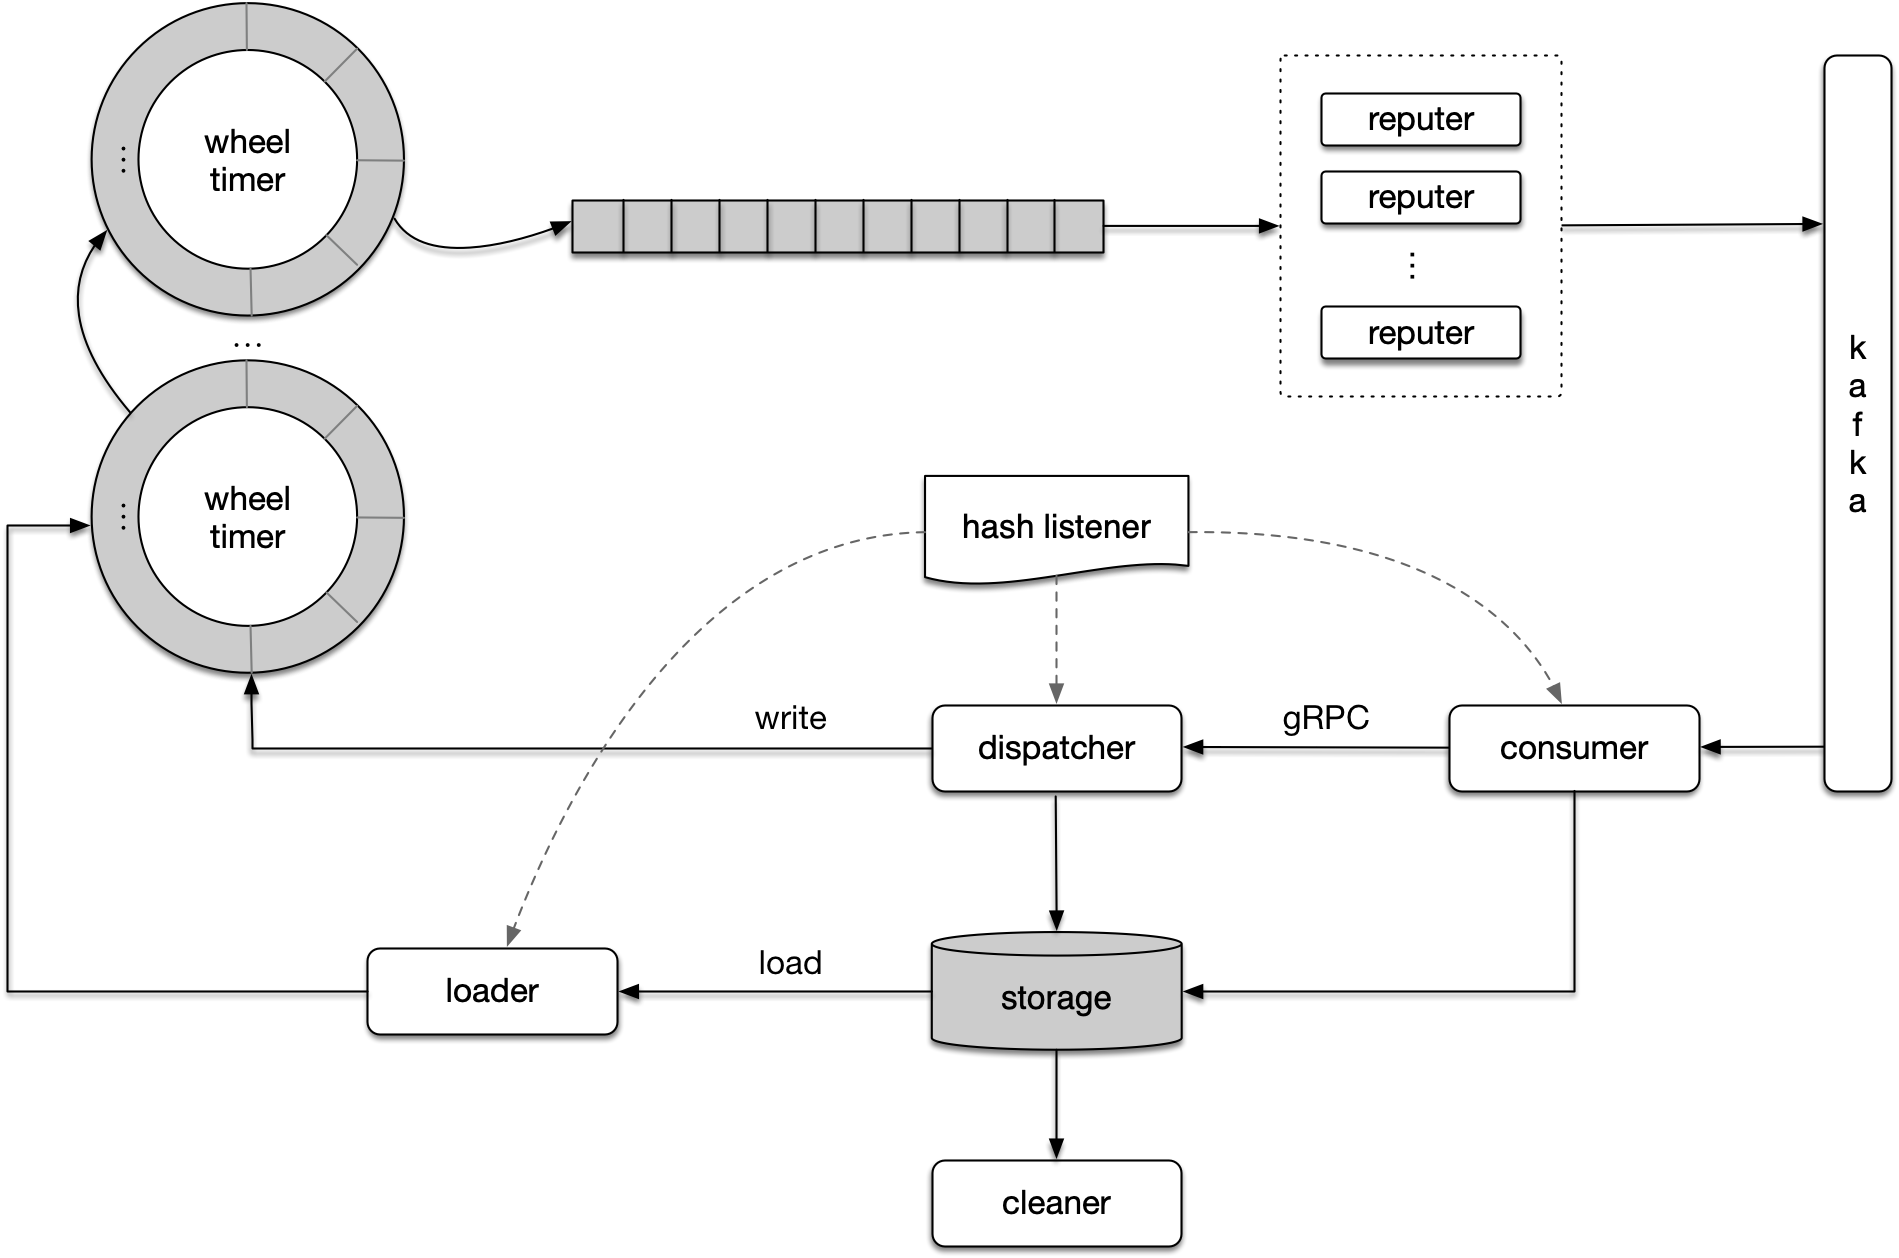 wheel
timer
reputer
reputer
⋮
reputer
k
a
f
k
a
...
wheel
timer
hash listener
write
gRPC
dispatcher
consumer
load
loader
storage
cleaner